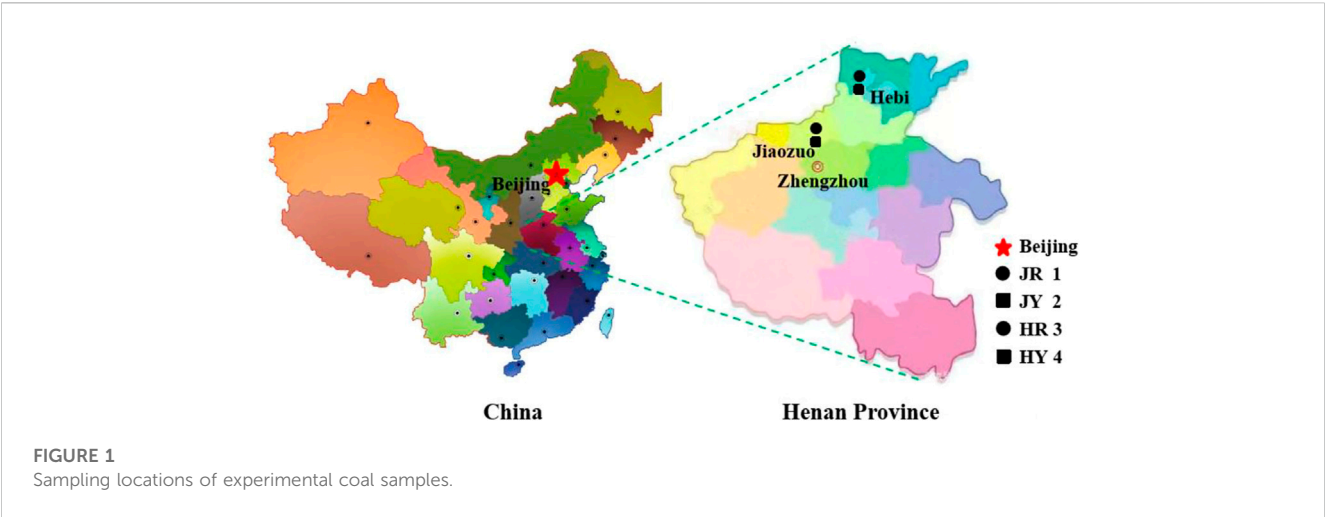 Beijing
China
Hebi
Jiaozuo
Zhengzhou
Henan Province
Beijing
JR 1
JY 2
HR 3
HY 4
FIGURE 1
Sampling locations of experimental coal samples.